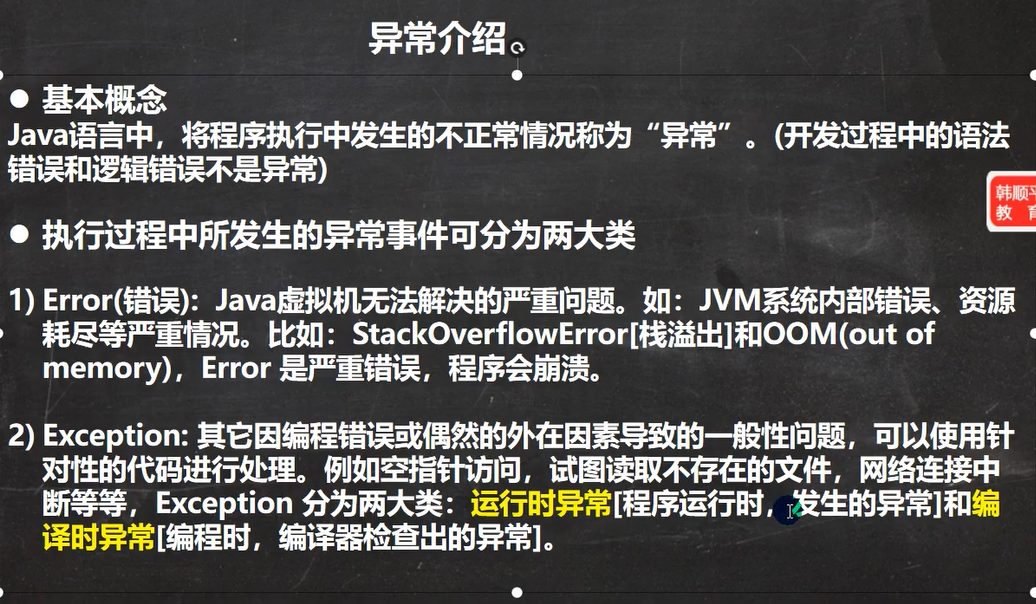 异常介绍
● 基本概念
Java语言中，将程序执行中发生的不正常情况称为“异常”。(开发过程中的语法
错误和逻辑错误不是异常)
韩顺平
教 育
● 执行过程中所发生的异常事件可分为两大类
1) Error(错误)：Java虚拟机无法解决的严重问题。如：JVM系统内部错误、资源
耗尽等严重情况。比如：StackOverflowError[栈溢出]和OOM(out of
memory)，Error 是严重错误，程序会崩溃。
2) Exception: 其它因编程错误或偶然的外在因素导致的一般性问题，可以使用针
对性的代码进行处理。例如空指针访问，试图读取不存在的文件，网络连接中
断等等，Exception 分为两大类：运行时异常[程序运行时，发生的异常]和编
译时异常[编程时，编译器检查出的异常]。